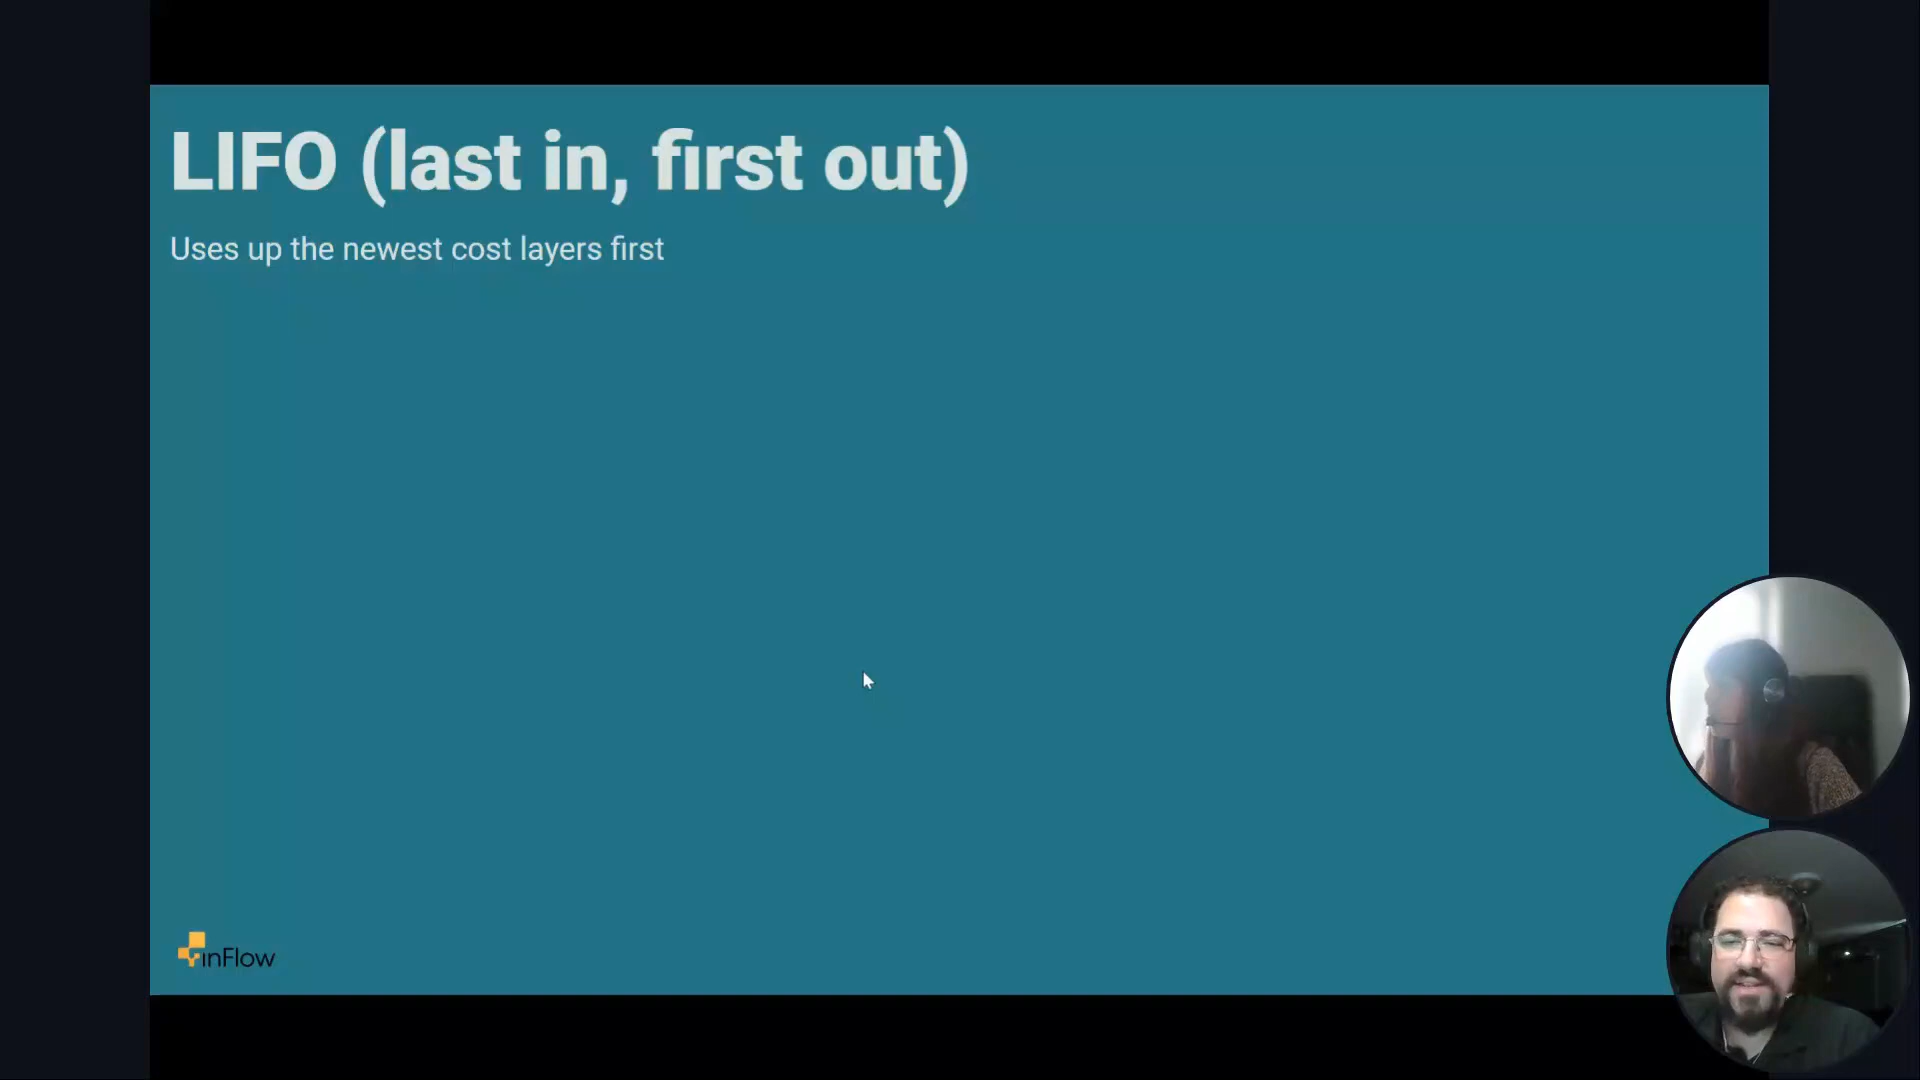 LIFO (last in, first out)
Uses up the newest cost layers first
inFlow